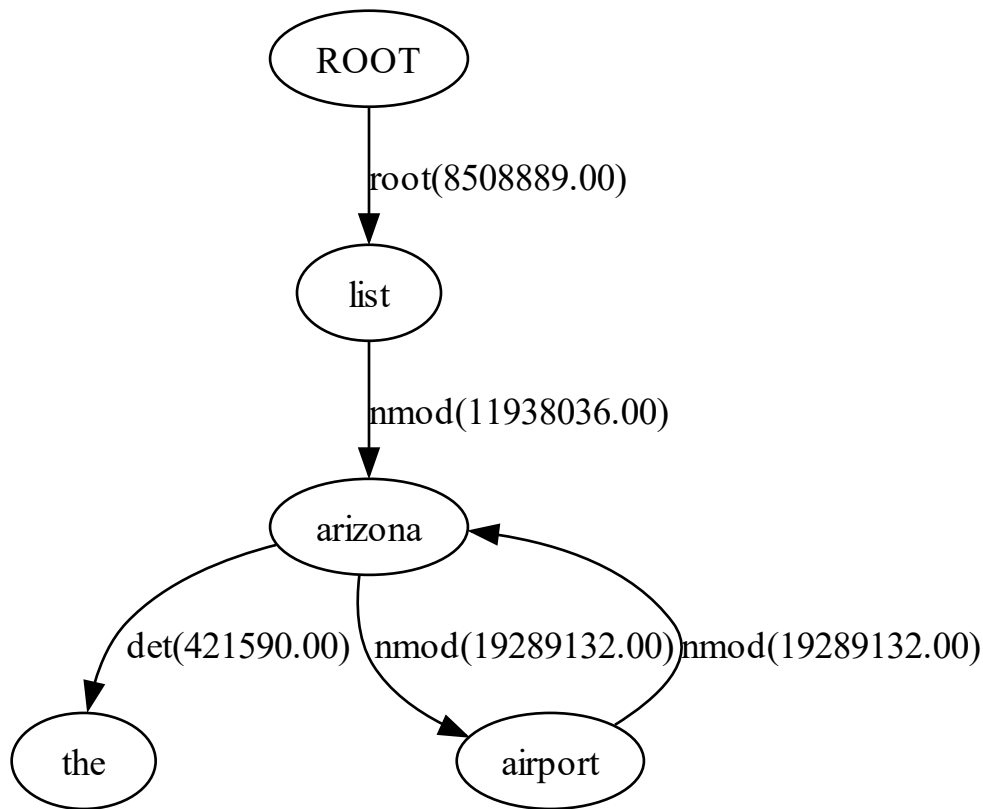 ROOT
root(8508889.00)
list
nmod(11938036.00)
arizona
det(421590.00) nmod(19289132.00) nmod(19289132.00)
the airport